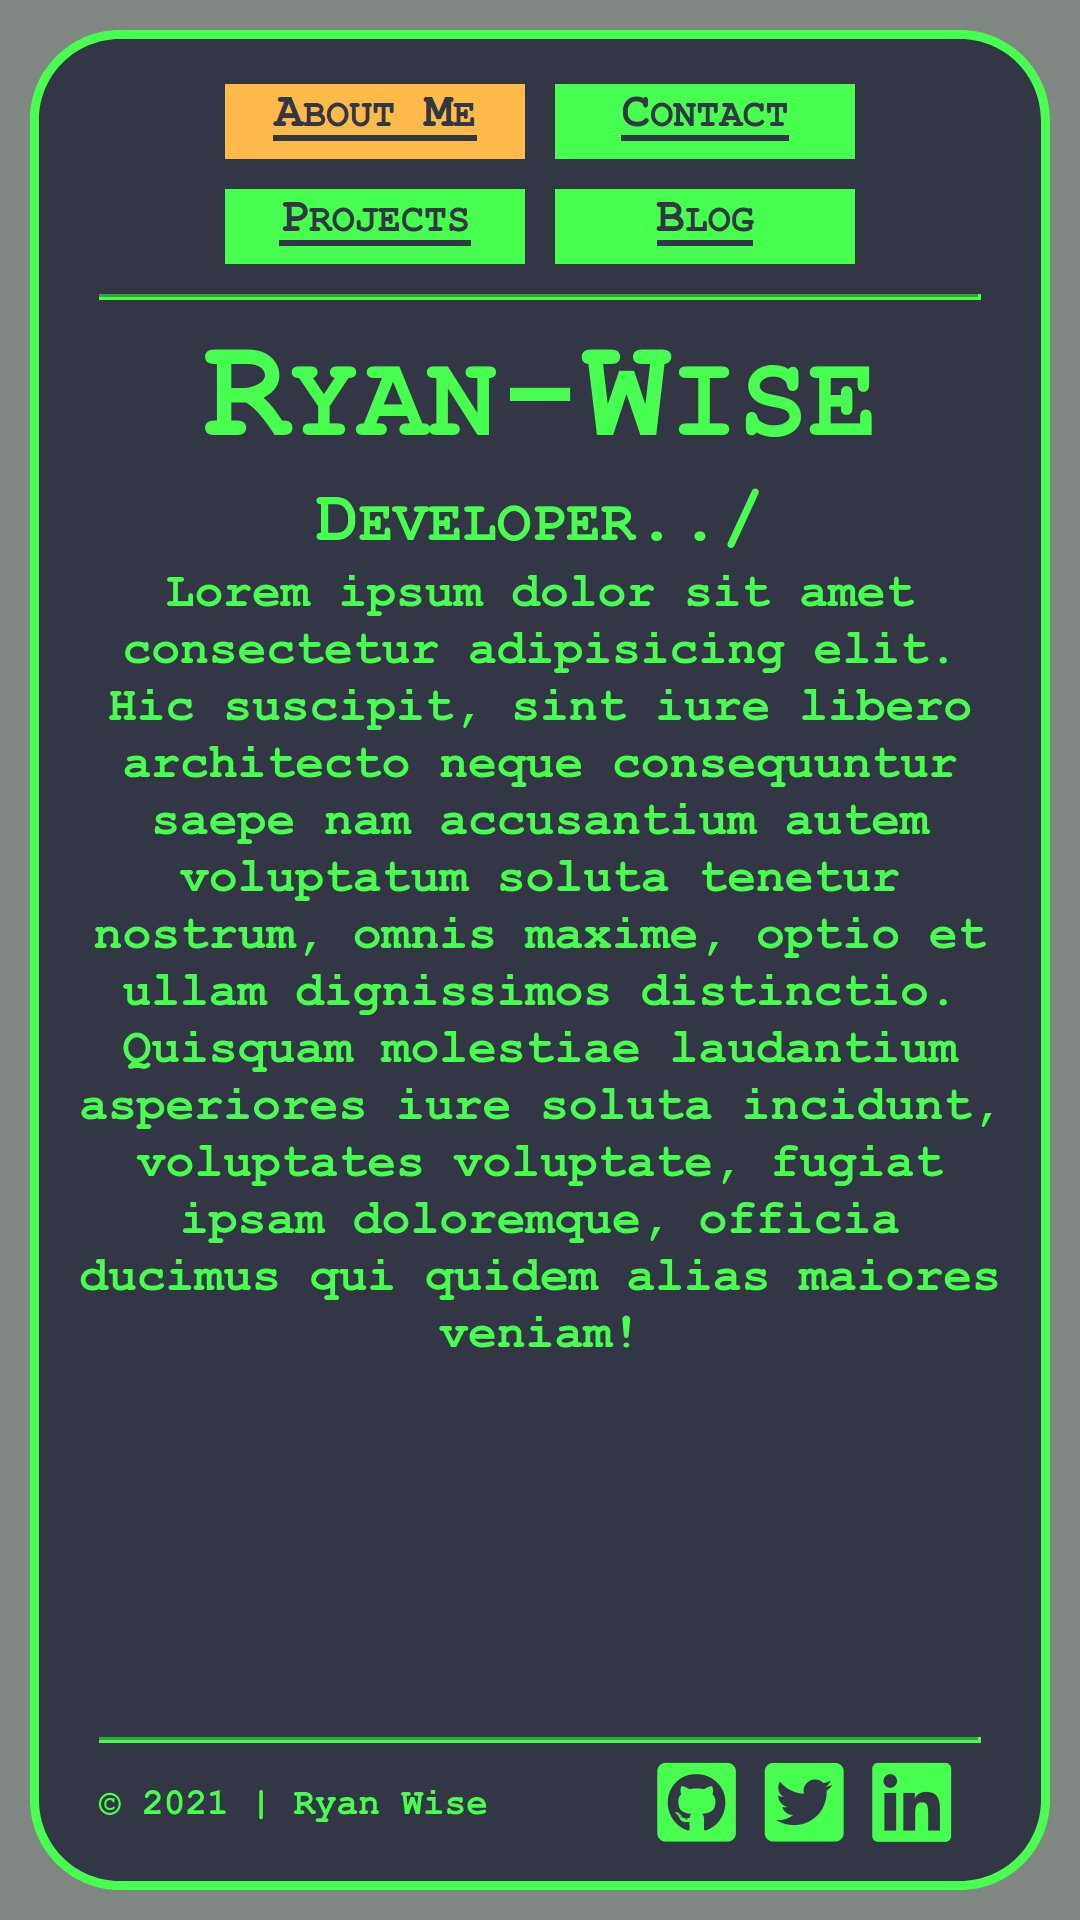 About Me
Contact
Projects
Blog
Ryan-Wise
Developer../
Lorem ipsum dolor sit amet
consectetur adipisicing elit.
Hic suscipit, sint iure libero
architecto neque consequuntur
saepe nam accusantium autem
voluptatum soluta tenetur
nostrum, omnis maxime, optio et
ullam dignissimos distinctio.
Quisquam molestiae laudantium
asperiores iure soluta incidunt,
voluptates voluptate, fugiat
ipsam doloremque, officia
ducimus qui quidem alias maiores
veniam!
© 2021 | Ryan Wise
in